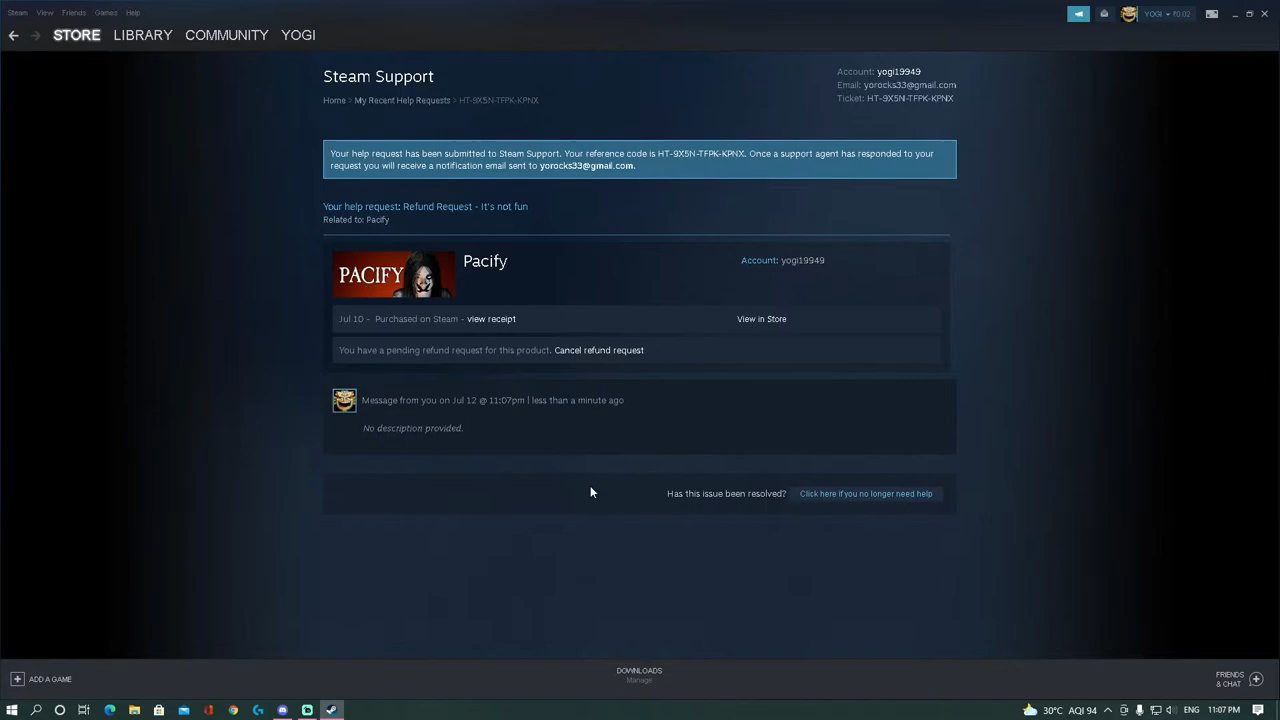 Steam View Friends Games Help
YOGI ₹0.02
STORE LIBRARY COMMUNITY YOGI
Steam Support
Account: yogi19949
Email: yorocks33@gmail.com
Ticket: HT-9X5N-TFPK-KPNX
Home > My Recent Help Requests > HT-9X5N-TFPK-KPNX
Your help request has been submitted to Steam Support. Your reference code is HT-9X5N-TFPK-KPNX. Once a support agent has responded to your
request you will receive a notification email sent to yorocks33@gmail.com.
Your help request: Refund Request - It's not fun
Related to: Pacify
PACIFY
Pacify
Account: yogi19949
Jul 10 - Purchased on Steam - view receipt
View in Store
You have a pending refund request for this product. Cancel refund request
Message from you on Jul 12 @ 11:07pm | less than a minute ago
No description provided.
Has this issue been resolved? Click here if you no longer need help
ADD A GAME
DOWNLOADS
Manage
FRIENDS
& CHAT
30°C AQI 94 ENG 11:07 PM